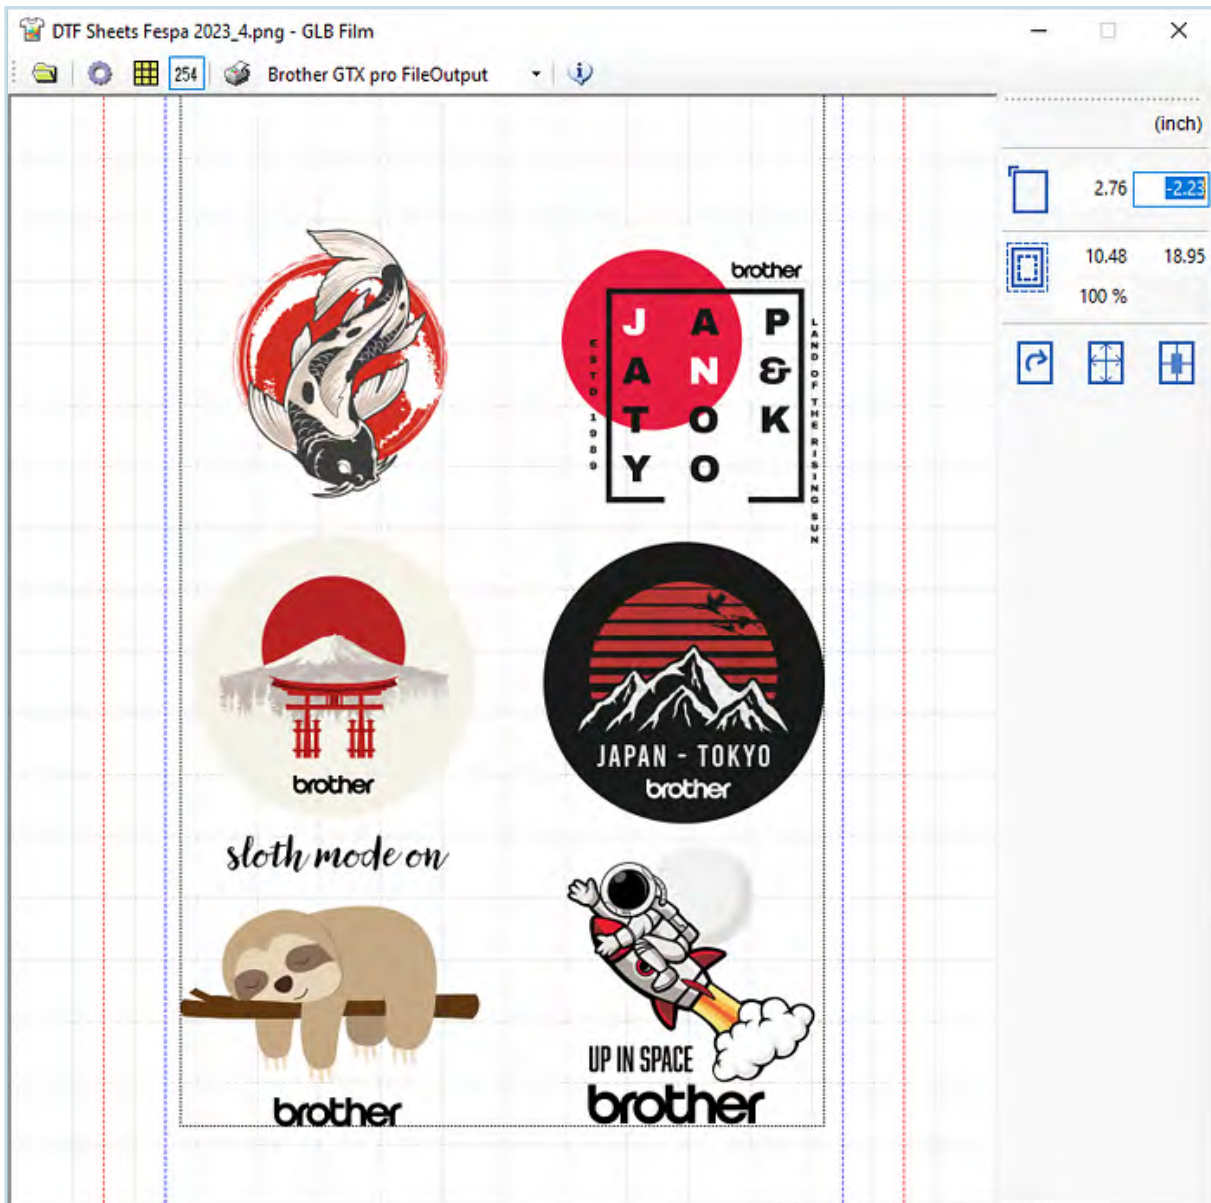 DTF Sheets Fespa 2023_4.png - GLB Film
254
Brother GTX pro FileOutput
(inch)
2.76 -2.23
10.48 18.95
100 %
brother
J A P
A N &
T O K
Y O
ESTD 1989
LAND OF THE RISING SUN
brother
JAPAN - TOKYO
brother
sloth mode on
brother
UP IN SPACE
brother